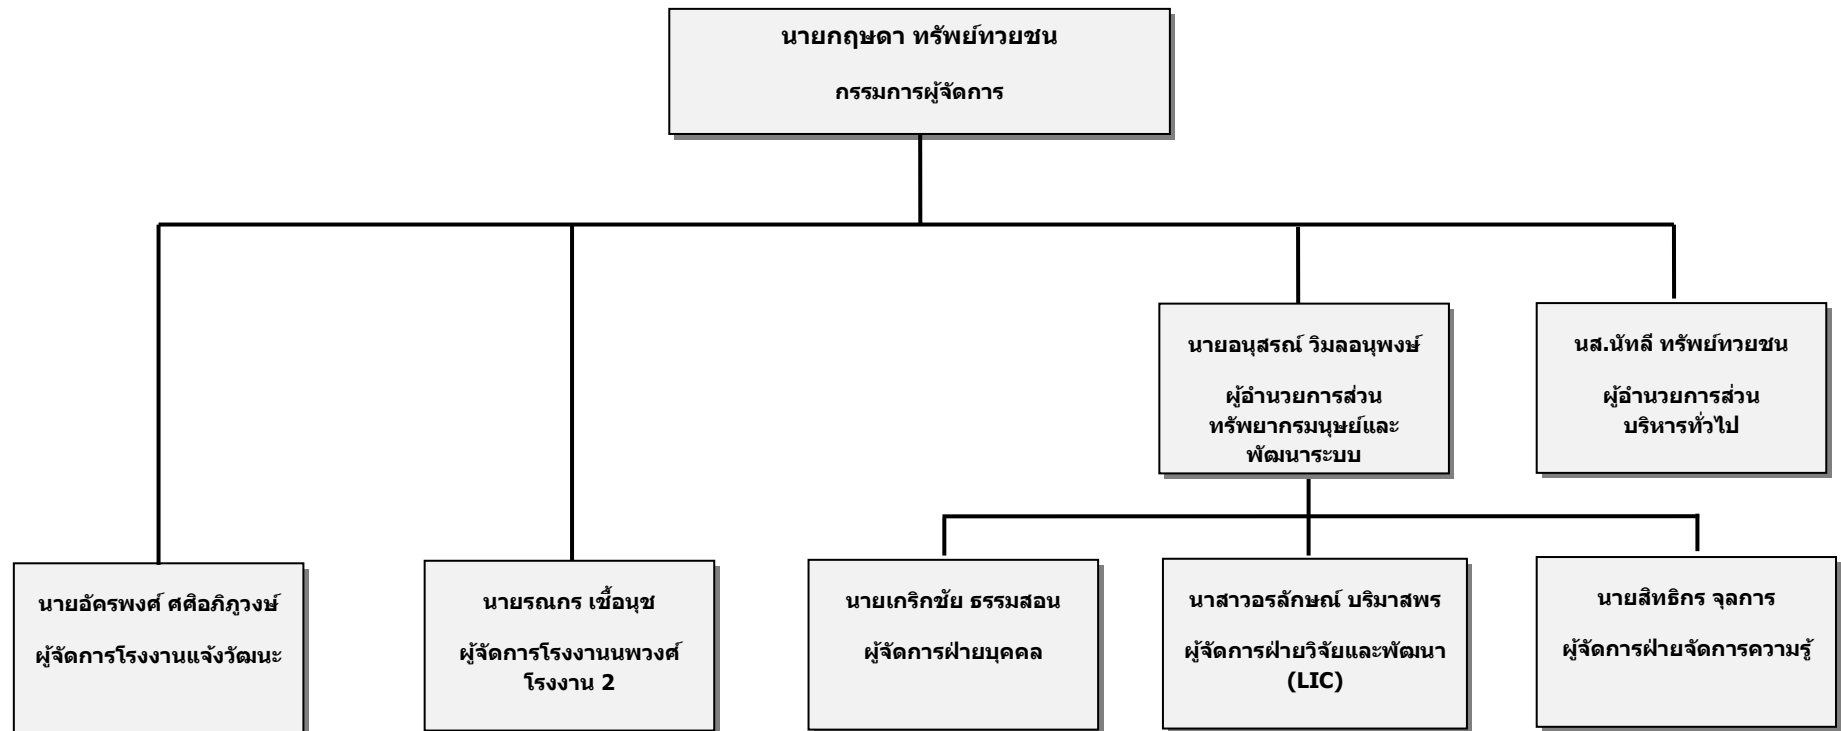 นายกฤษดา ทรัพย์ทวยชน
กรรมการผู้จัดการ
นายอนุสรณ์ วิมลอนุพงษ์
ผู้อำนวยการส่วน
ทรัพยากรมนุษย์และ
พัฒนาระบบ
นส.นัทลี ทรัพย์ทวยชน
ผู้อำนวยการส่วน
บริหารทั่วไป
นายอัครพงศ์ ศศิอภิภูวงษ์
ผู้จัดการโรงงานแจ้งวัฒนะ
นายรณกร เชื้อนุช
ผู้จัดการโรงงานนพวงศ์
โรงงาน 2
นายเกริกชัย ธรรมสอน
ผู้จัดการฝ่ายบุคคล
นาสาวอรลักษณ์ บริมาสพร
ผู้จัดการฝ่ายวิจัยและพัฒนา
(LIC)
นายสิทธิกร จุลการ
ผู้จัดการฝ่ายจัดการความรู้